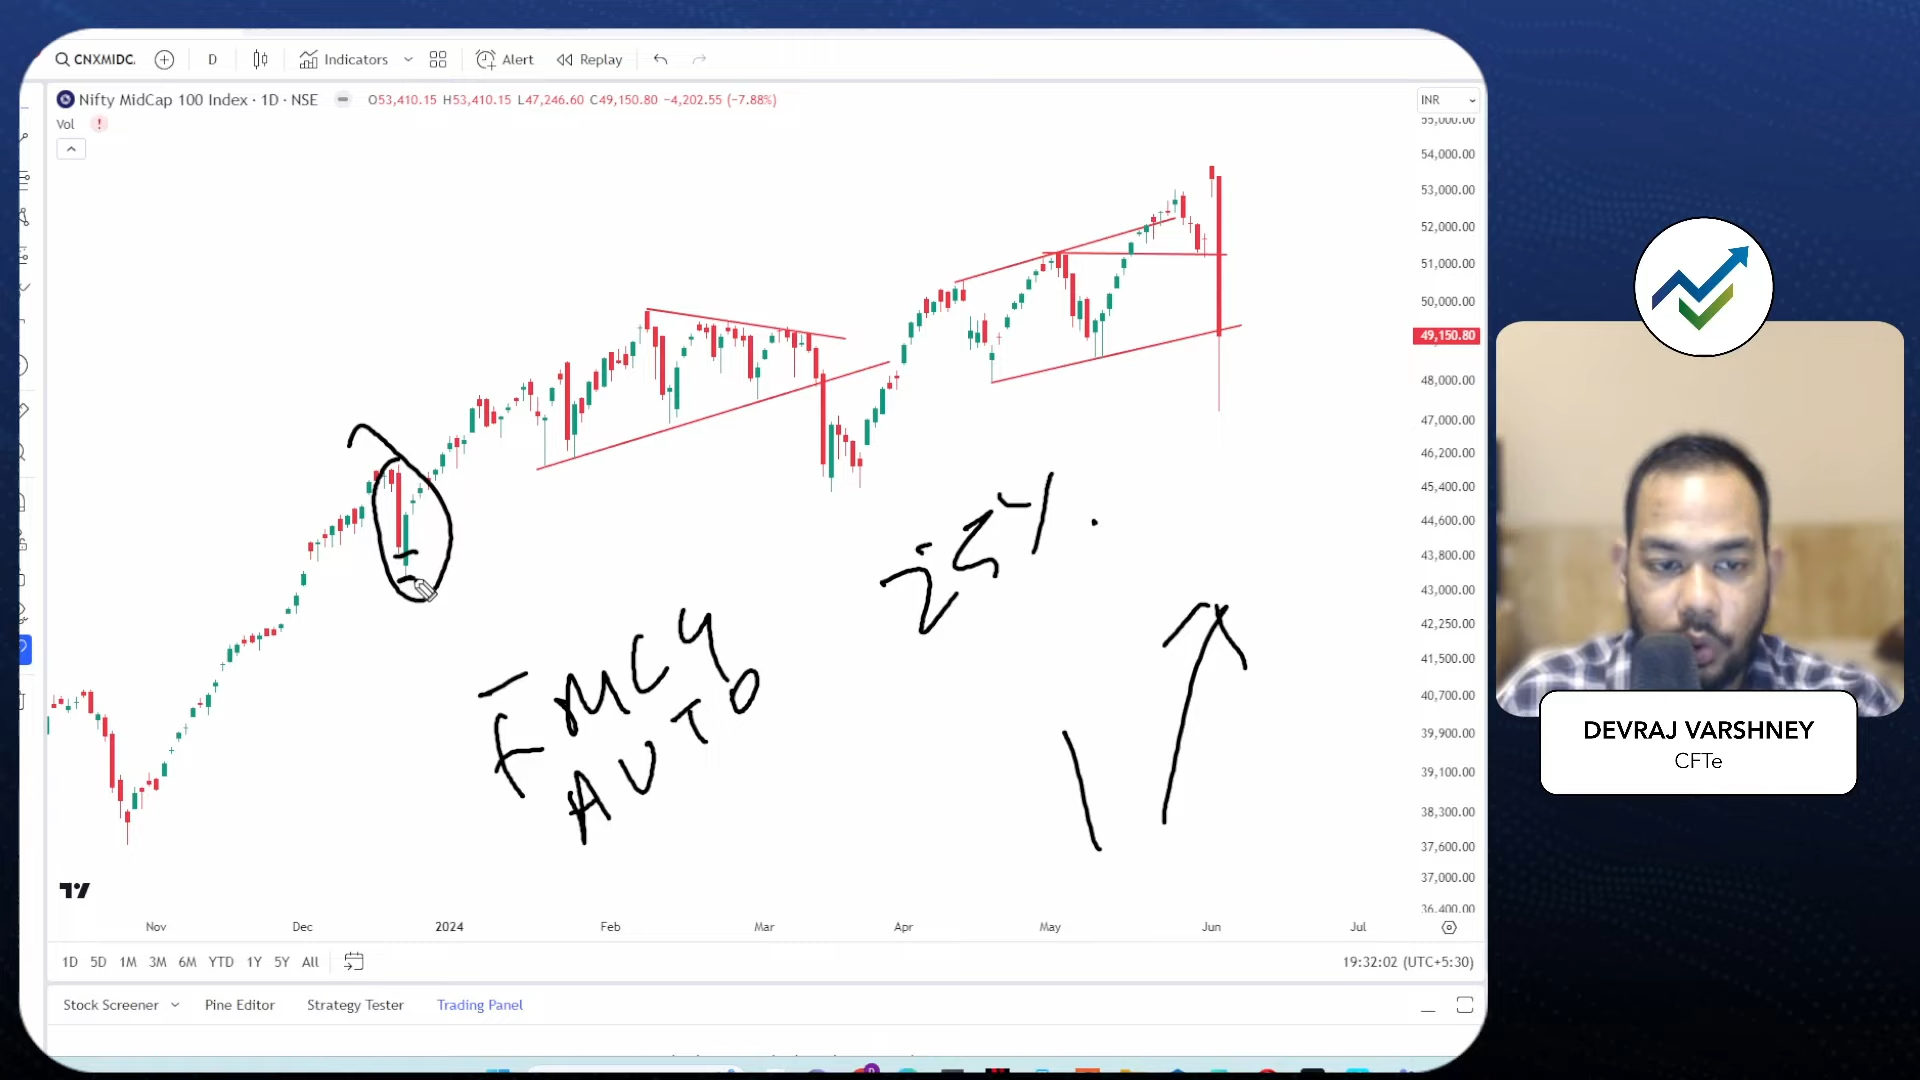 CNXMIDC.
D
Indicators
Alert
Replay
Nifty MidCap 100 Index · 1D · NSE
O53,410.15 H53,410.15 L47,246.60 C49,150.80 −4,202.55 (−7.88%)
INR
Vol
55,000.00
54,000.00
53,000.00
52,000.00
51,000.00
50,000.00
49,150.80
48,000.00
47,000.00
46,200.00
45,400.00
44,600.00
43,800.00
43,000.00
42,250.00
41,500.00
40,700.00
39,900.00
39,100.00
38,300.00
37,600.00
37,000.00
36,400.00
FMCG
AUTO
Nov Dec 2024 Feb Mar Apr May Jun Jul
1D 5D 1M 3M 6M YTD 1Y 5Y All
19:32:02 (UTC+5:30)
Stock Screener
Pine Editor
Strategy Tester
Trading Panel
DEVRAJ VARSHNEY
CFTe